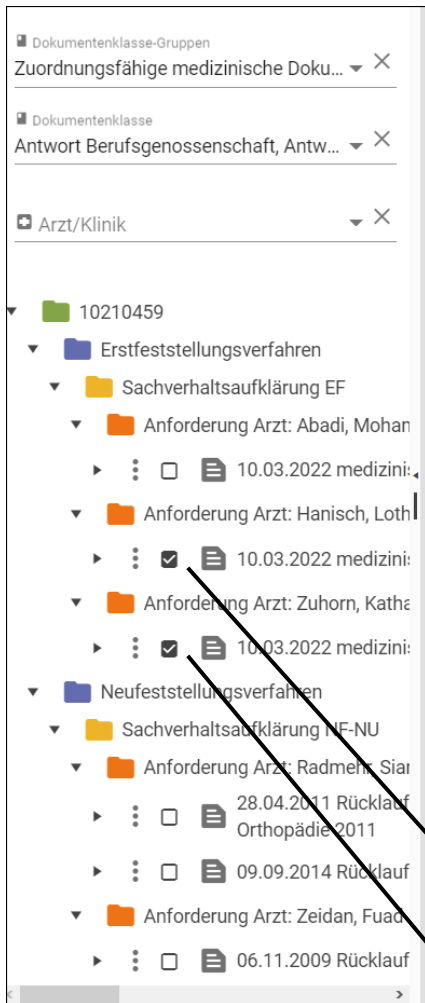 Dokumentenklasse-Gruppen
Zuordnungsfähige medizinische Doku...
Dokumentenklasse
Antwort Berufsgenossenschaft, Antw...
Arzt/Klinik
10210459
Erstfeststellungsverfahren
Sachverhaltsaufklärung EF
Anforderung Arzt: Abadi, Mohan
10.03.2022 medizinis
Anforderung Arzt: Hanisch, Loth
10.03.2022 medizinis
Anforderung Arzt: Zuhorn, Katha
10.03.2022 medizinis
Neufeststellungsverfahren
Sachverhaltsaufklärung NF-NU
Anforderung Arzt: Radmehr, Siar
28.04.2011 Rücklauf
Orthopädie 2011
09.09.2014 Rücklauf
Anforderung Arzt: Zeidan, Fuad
06.11.2009 Rücklauf